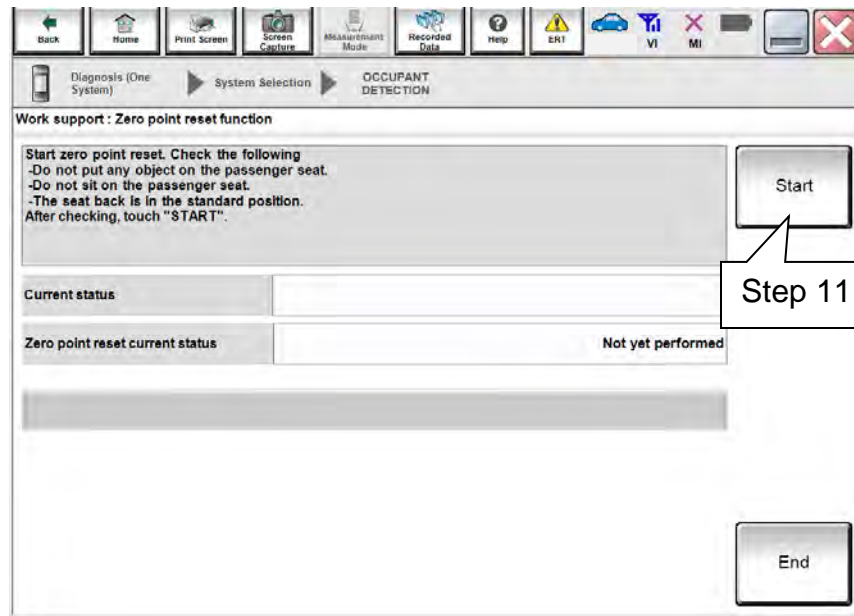 Back
Home
Print Screen
Screen
Capture
Measurement
Mode
Recorded
Data
Help
ERT
VI
MI
Diagnosis (One
System)
System Selection
OCCUPANT
DETECTION
Work support : Zero point reset function
Start zero point reset. Check the following
-Do not put any object on the passenger seat.
-Do not sit on the passenger seat.
-The seat back is in the standard position.
After checking, touch "START".
Start
Step 11
Current status
Zero point reset current status
Not yet performed
End